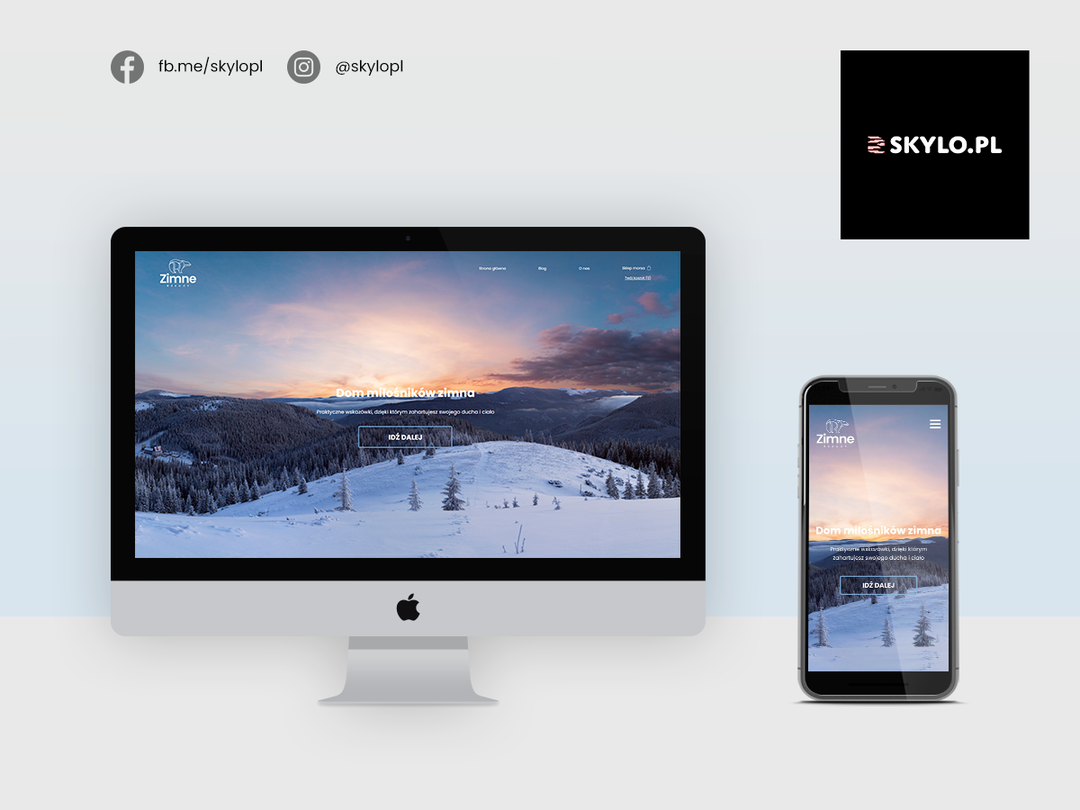 fb.me/skylopl
@skylopl
SKYLO.PL
Zimne
Strona główna
Blog
O nas
Sklep morsa
Twój koszyk (0)
Dom miłośników zimna
Praktyczne wskazówki, dzięki którym zahartujesz swojego ducha i ciało
IDŹ DALEJ
Zimne
Dom miłośników zimna
Praktyczne wskazówki, dzięki którym
zahartujesz swojego ducha i ciało
IDŹ DALEJ